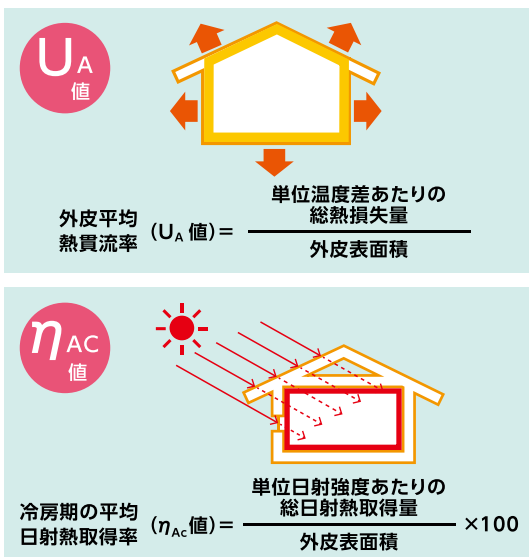 UA
値
単位温度差あたりの
総熱損失量
外皮平均
熱貫流率 (UA値)＝
外皮表面積
ηAC
値
単位日射強度あたりの
総日射熱取得量
冷房期の平均
日射熱取得率 (ηAC値)＝ ×100
外皮表面積